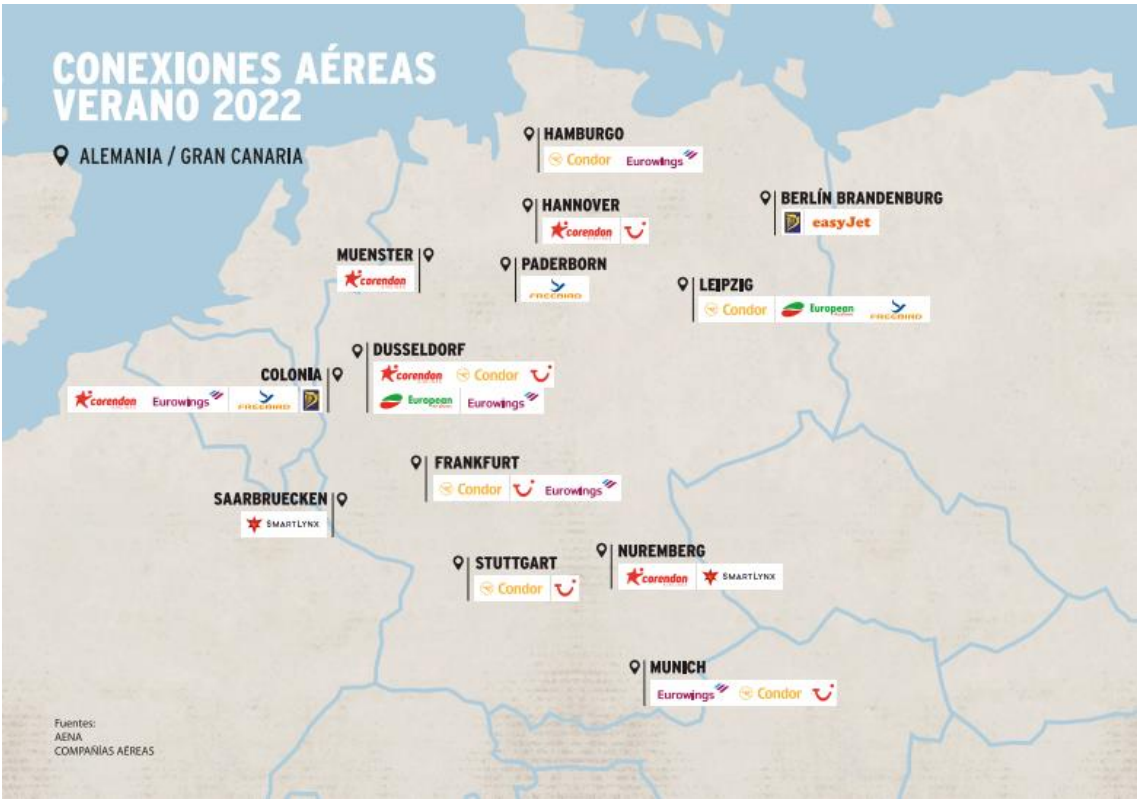 CONEXIONES AÉREAS
VERANO 2022
ALEMANIA / GRAN CANARIA
HAMBURGO
Condor Eurowings
HANNOVER
corendon
BERLÍN BRANDENBURG
easyJet
MUENSTER
corendon
PADERBORN
FREEBIRD
LEIPZIG
Condor European FREEBIRD
DUSSELDORF
corendon Condor
European Eurowings
COLONIA
corendon Eurowings FREEBIRD
FRANKFURT
Condor Eurowings
SAARBRUECKEN
SMARTLYNX
STUTTGART
Condor
NUREMBERG
corendon SMARTLYNX
MUNICH
Eurowings Condor
Fuentes:
AENA
COMPAÑÍAS AÉREAS